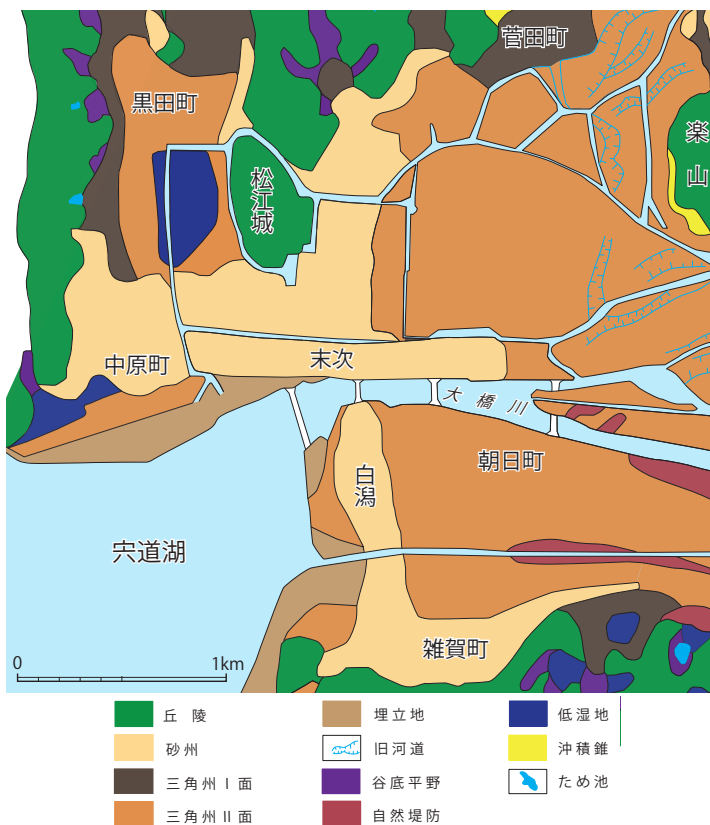 菅田町
黒田町
楽山
松江城
中原町
末次
大橋川
朝日町
白潟
宍道湖
雑賀町
0 1km
丘陵
埋立地
低湿地
砂州
旧河道
沖積錐
三角州Ⅰ面
谷底平野
ため池
三角州Ⅱ面
自然堤防